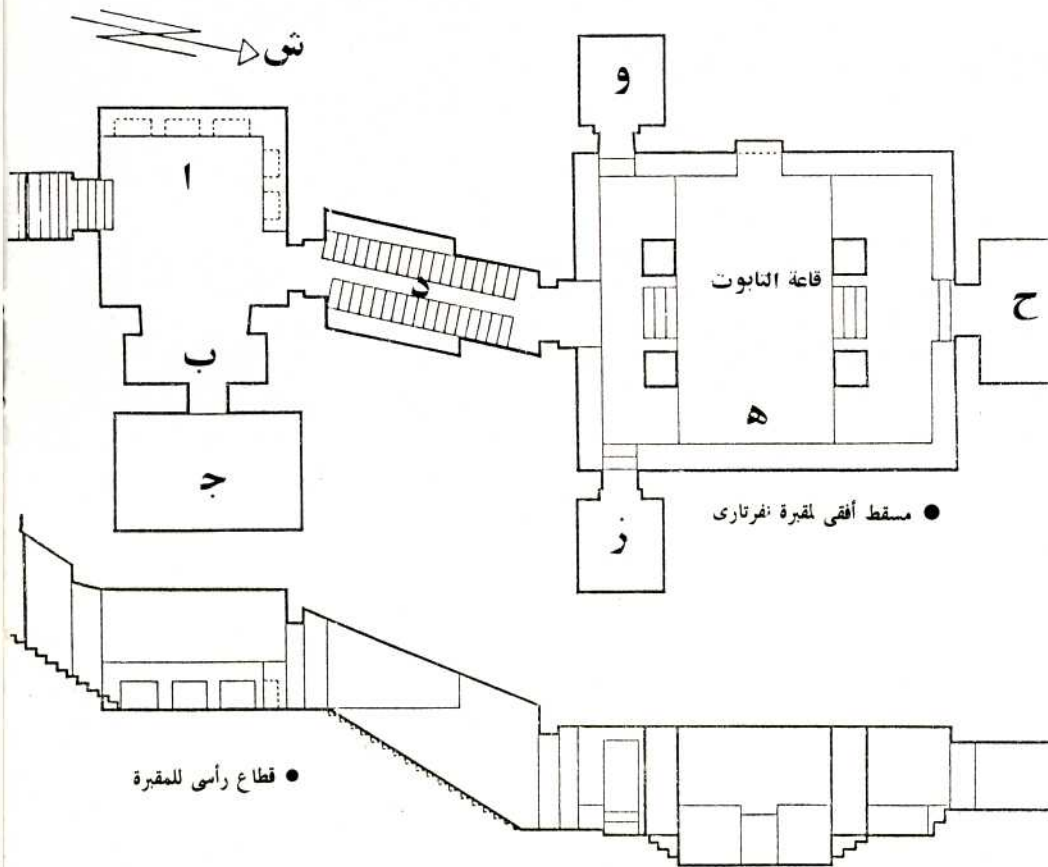 ش
و
ا
قاعة التابوت
د
ح
ب
ه
ج
● مسقط أفقى لمقبرة نفرتارى
ز
● قطاع رأسى للمقبرة